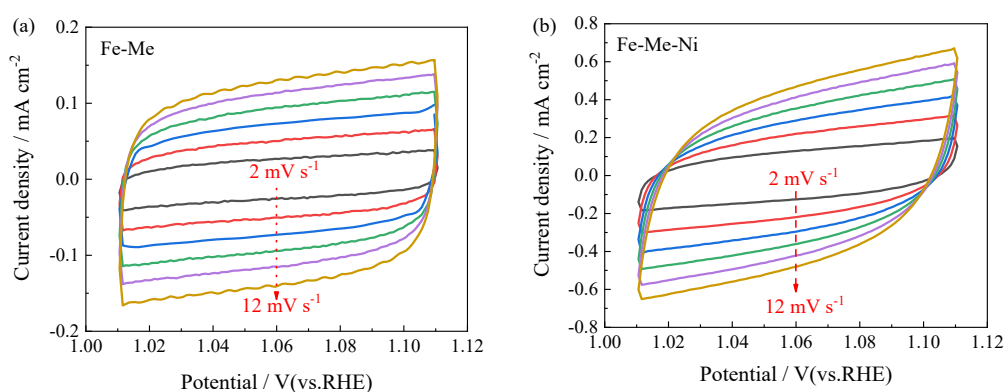 (a)
Fe-Me
Current density / mA cm-2
0.2
0.1
0.0
-0.1
-0.2
2 mV s-1
12 mV s-1
1.00 1.02 1.04 1.06 1.08 1.10 1.12
Potential / V(vs.RHE)
(b)
Fe-Me-Ni
Current density / mA cm-2
0.8
0.6
0.4
0.2
0.0
-0.2
-0.4
-0.6
-0.8
2 mV s-1
12 mV s-1
1.00 1.02 1.04 1.06 1.08 1.10 1.12
Potential / V(vs.RHE)